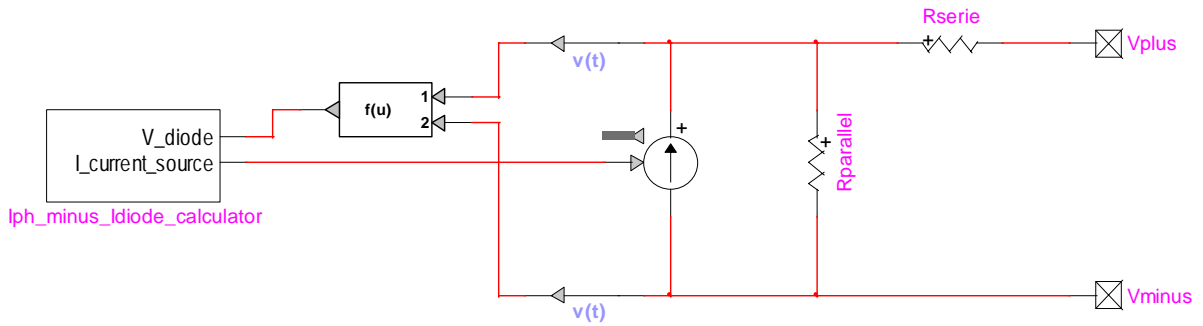 Rserie
+
Vplus
v(t)
f(u)
1
2
V_diode
I_current_source
Iph_minus_Idiode_calculator
+
+
Rparallel
v(t)
Vminus